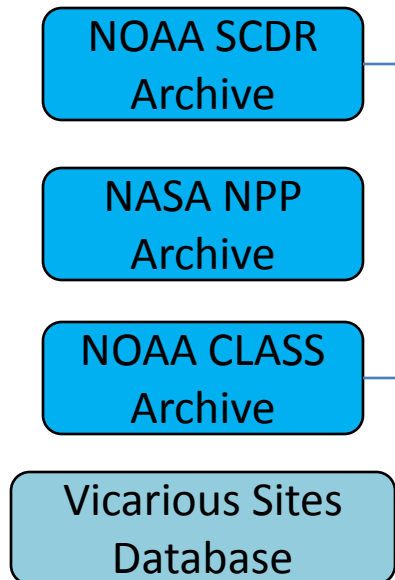 NOAA SCDR
Archive
NASA NPP
Archive
NOAA CLASS
Archive
Vicarious Sites
Database